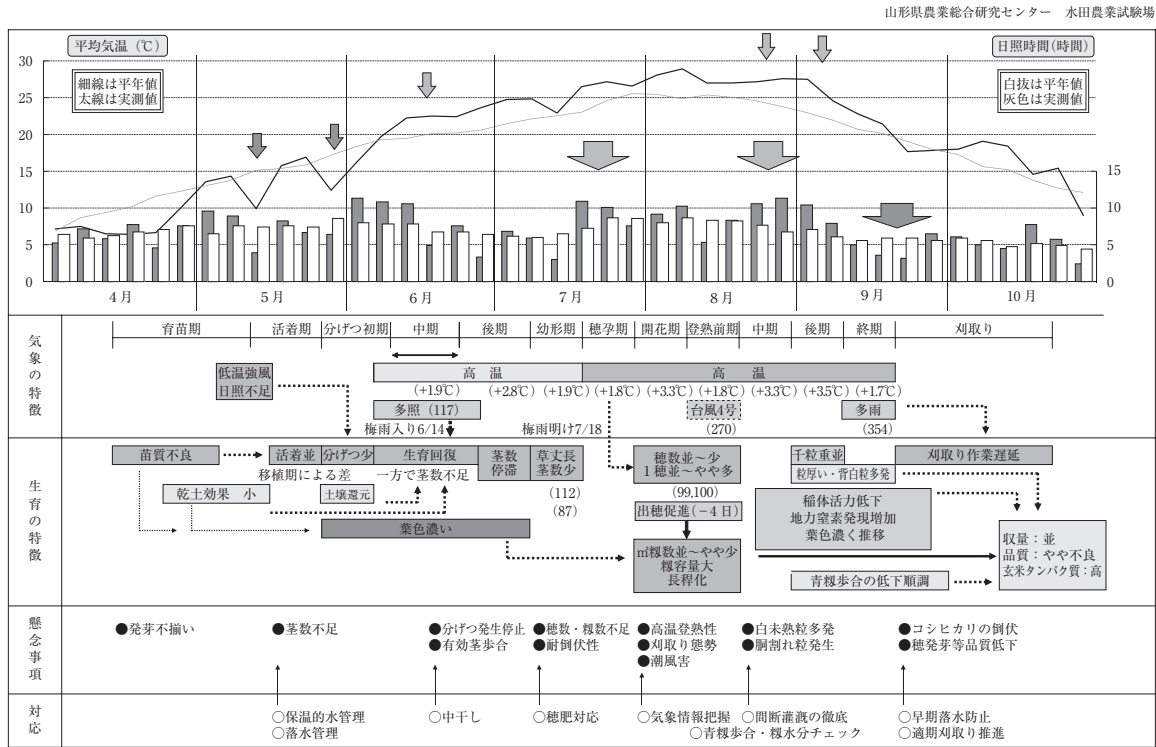 山形県農業総合研究センター 水田農業試験場
平均気温(℃)
日照時間(時間)
細線は平年値
太線は実測値
白抜は平年値
灰色は実測値
30
25
20
15
10
5
0
15
10
5
0
4月 5月 6月 7月 8月 9月 10月
気象の特徴
育苗期 活着期 分げつ初期 中期 後期 幼形期 穂孕期 開花期 登熟前期 中期 後期 終期 刈取り
低温強風
日照不足
高 温 高 温
(+1.9℃) (+2.8℃) (+1.9℃) (+1.8℃) (+3.3℃) (+1.8℃) (+3.3℃) (+3.5℃) (+1.7℃)
多照(117) 台風4号 多雨
梅雨入り6/14 梅雨明け7/18 (270) (354)
生育の特徴
苗質不良 活着並 分げつ少 生育回復 茎数停滞 草丈長茎数少
穂数並~少
1穂並~やや多
千粒重並
粒厚い・背白粒多発
刈取り作業遅延
移植期による差 一方で茎数不足
乾土効果 小 土壌還元
(112)
(87)
(99,100)
出穂促進(−4日)
葉色濃い
㎡籾数並~やや少
籾容量大
長稈化
稲体活力低下
地力窒素発現増加
葉色濃く推移
青籾歩合の低下順調
収量:並
品質:やや不良
玄米タンパク質:高
懸念事項
●発芽不揃い ●茎数不足 ●分げつ発生停止 ●穂数・籾数不足 ●高温登熟性 ●白未熟粒多発 ●コシヒカリの倒伏
●有効茎歩合 ●耐倒伏性 ●刈取り態勢 ●胴割れ粒発生 ●穂発芽等品質低下
●潮風害
対応
○保温的水管理 ○中干し ○穂肥対応 ○気象情報把握 ○間断灌漑の徹底 ○早期落水防止
○落水管理 ○青籾歩合・籾水分チェック ○適期刈取り推進